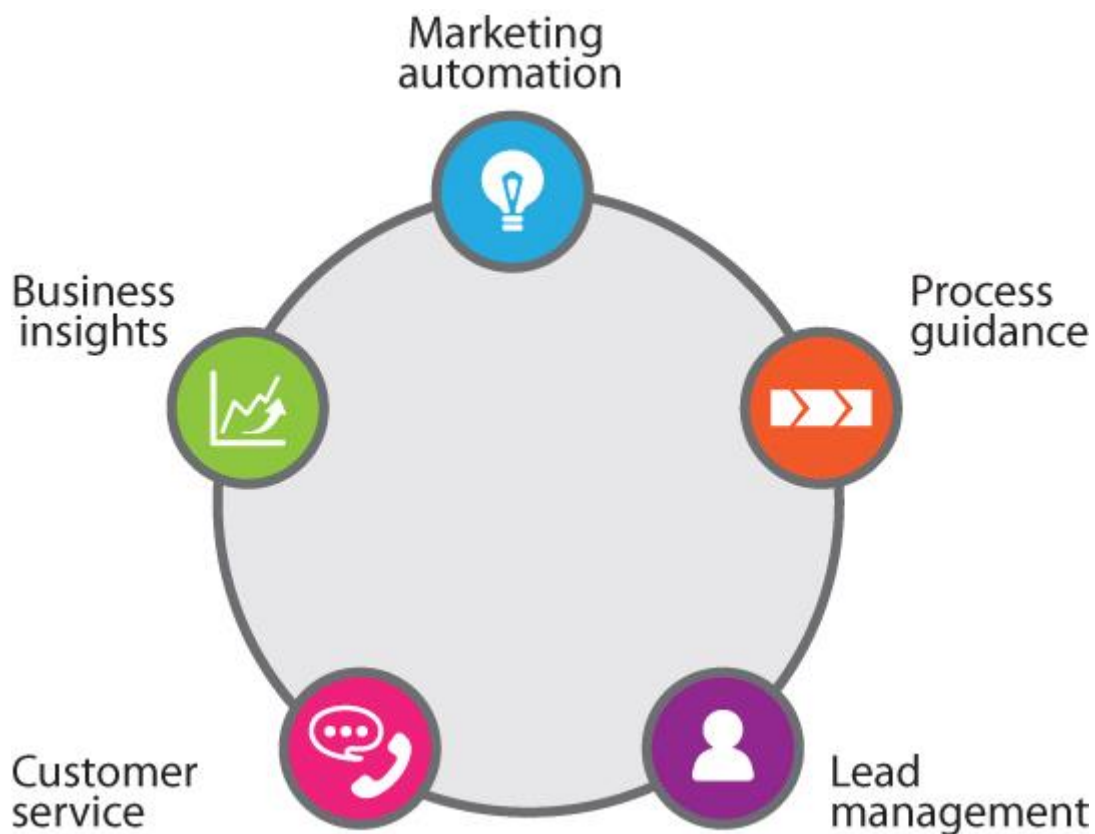 Marketing
automation
Business
insights
Process
guidance
Customer
service
Lead
management